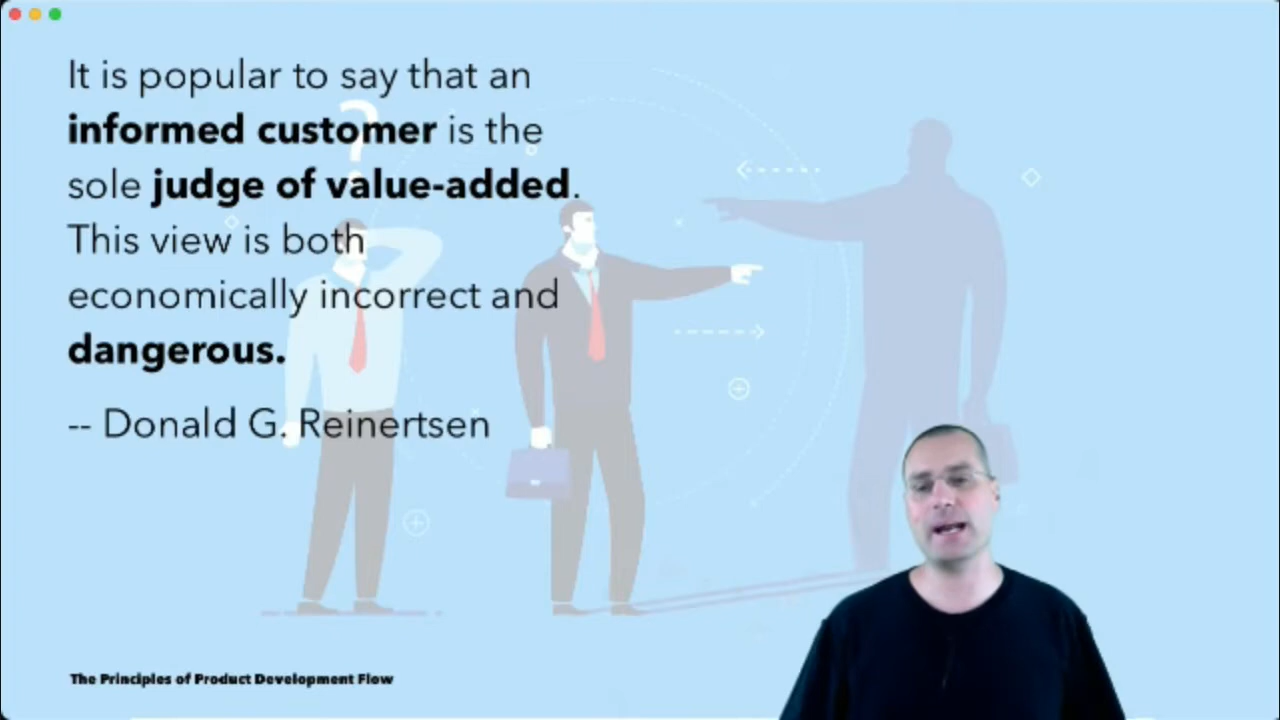 It is popular to say that an
informed customer is the
sole judge of value-added.
This view is both
economically incorrect and
dangerous.
-- Donald G. Reinertsen
The Principles of Product Development Flow